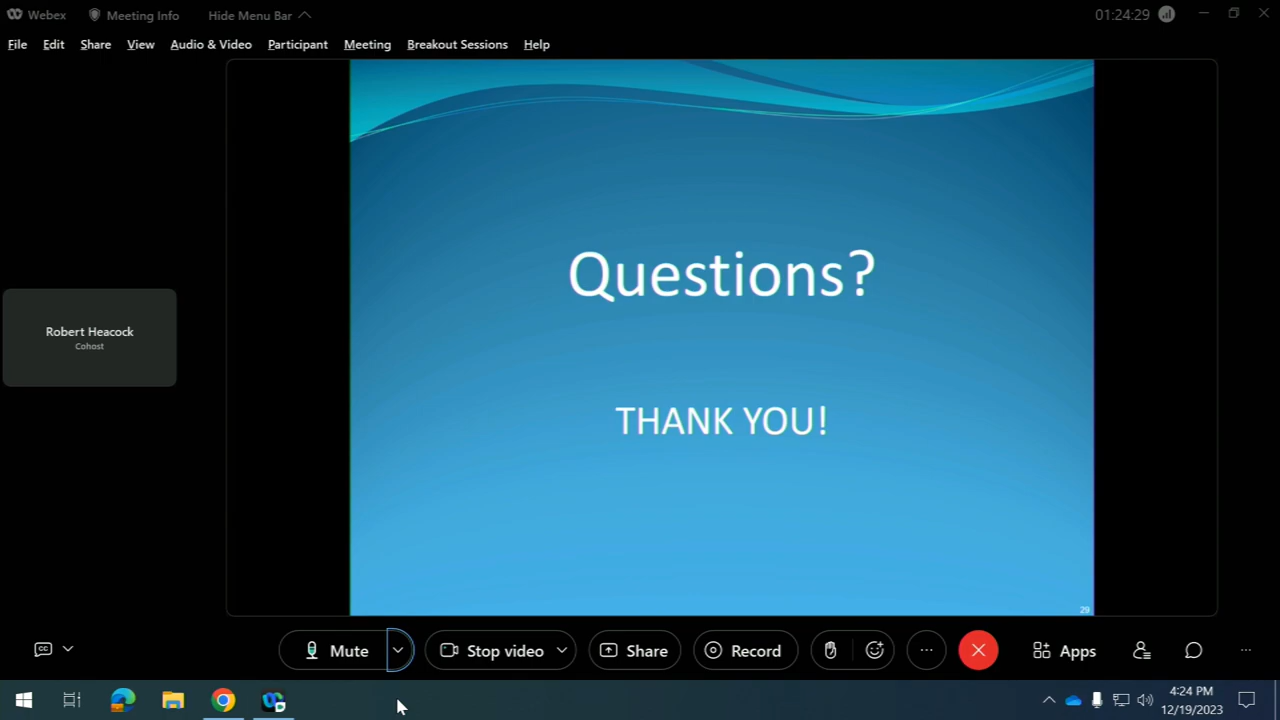 Webex Meeting Info Hide Menu Bar 01:24:29
File Edit Share View Audio & Video Participant Meeting Breakout Sessions Help
Questions?
Robert Heacock
Cohost
THANK YOU!
29
CC Mute Stop video Share Record Apps
4:24 PM
12/19/2023